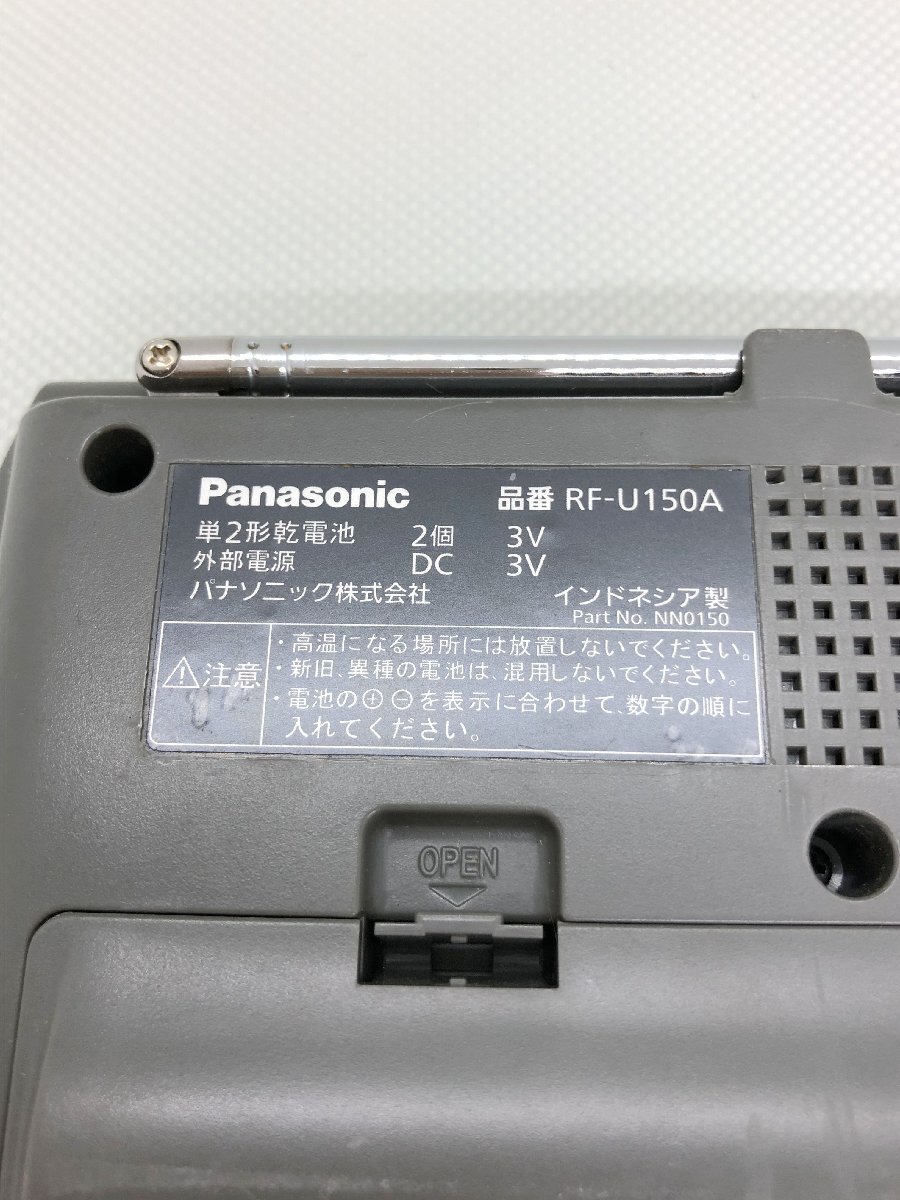 Panasonic 品番 RF-U150A
単2形乾電池 2個 3V
外部電源 DC 3V
パナソニック株式会社 インドネシア製
Part No. NN0150
⚠注意
・高温になる場所には放置しないでください。
・新旧、異種の電池は、混用しないでください。
・電池の⊕⊖を表示に合わせて、数字の順に
入れてください。
OPEN